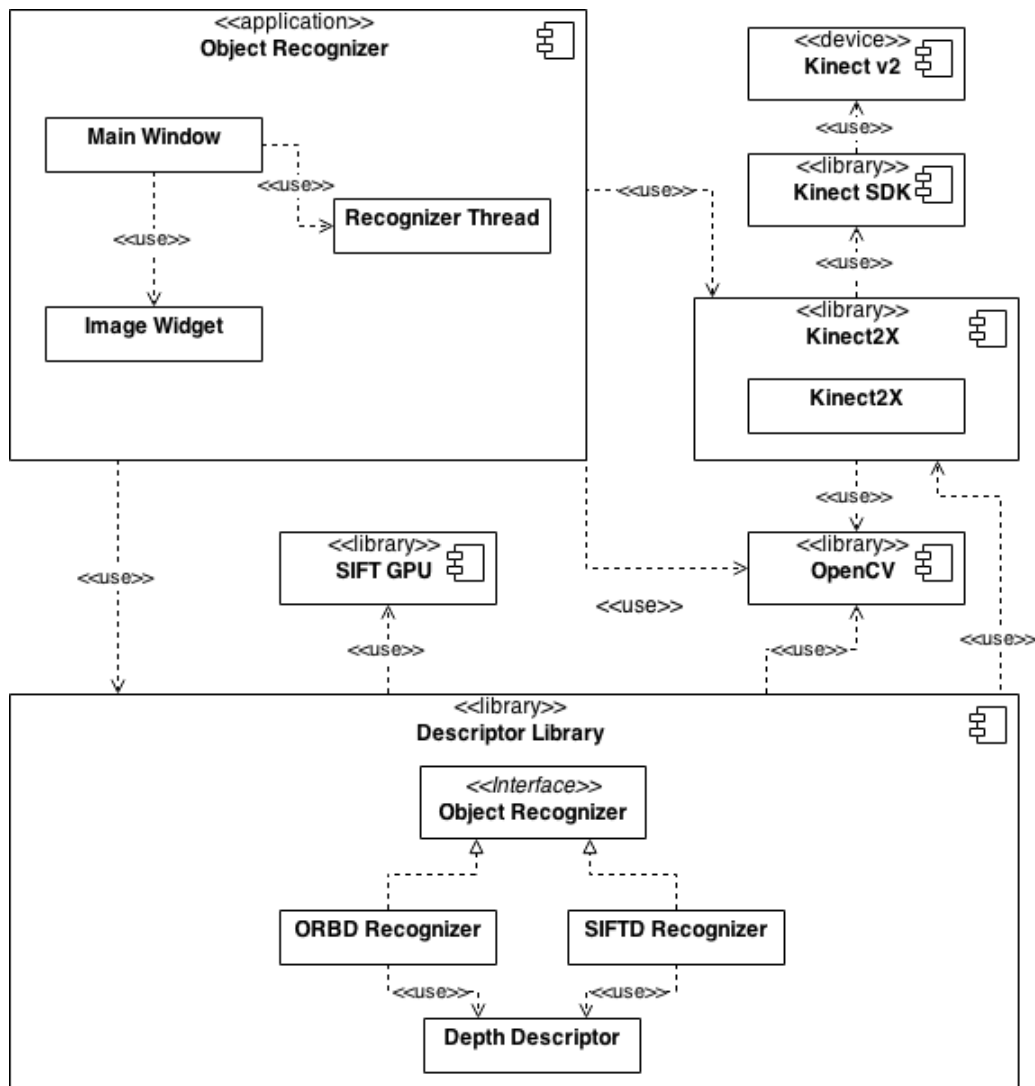 <<application>>
Object Recognizer
<<device>>
Kinect v2
Main Window
<<use>>
<<library>>
Kinect SDK
<<use>>
<<use>>
Recognizer Thread
<<use>>
<<use>>
Image Widget
<<library>>
Kinect2X
Kinect2X
<<use>>
<<library>>
SIFT GPU
<<library>>
OpenCV
<<use>>
<<use>>
<<use>>
<<use>>
<<use>>
<<library>>
Descriptor Library
<<Interface>>
Object Recognizer
ORBD Recognizer
SIFTD Recognizer
<<use>>
<<use>>
Depth Descriptor